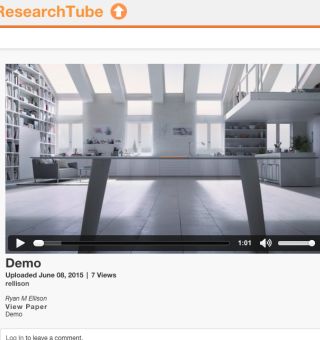 ResearchTube
1:01
Demo
Uploaded June 08, 2015 | 7 Views
rellison
Ryan M Ellison
View Paper
Demo
Log in to leave a comment.